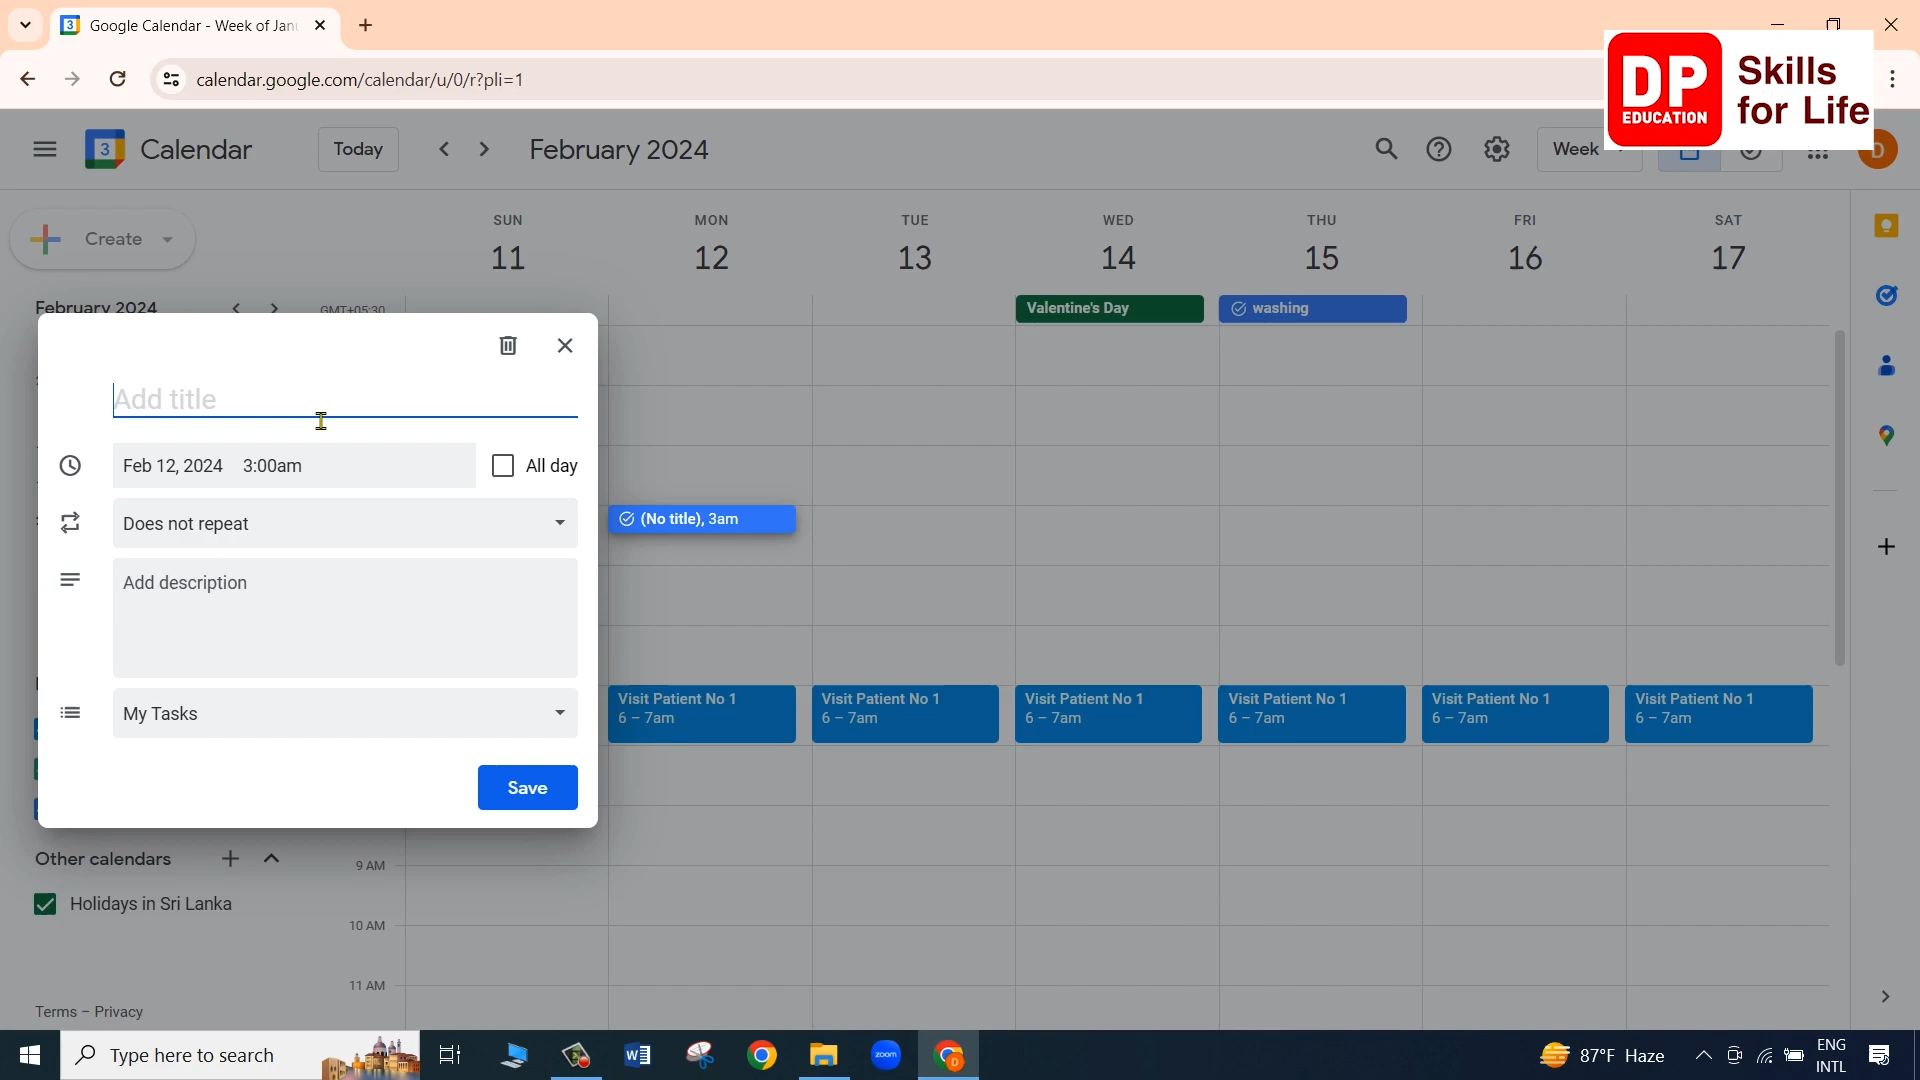 Google Calendar - Week of Janu
calendar.google.com/calendar/u/0/r?pli=1
DP
EDUCATION
Skills
for Life
3
Calendar
Today
February 2024
Week
D
Create
SUN
MON
TUE
WED
THU
FRI
SAT
11
12
13
14
15
16
17
February 2024
GMT+05:30
Valentine's Day
washing
Add title
Feb 12, 2024 3:00am
All day
Does not repeat
(No title), 3am
Add description
My Tasks
Save
Visit Patient No 1
6 – 7am
Visit Patient No 1
6 – 7am
Visit Patient No 1
6 – 7am
Visit Patient No 1
6 – 7am
Visit Patient No 1
6 – 7am
Visit Patient No 1
6 – 7am
Other calendars
Holidays in Sri Lanka
9 AM
10 AM
11 AM
Terms – Privacy
Type here to search
zoom
87°F Haze
ENG
INTL